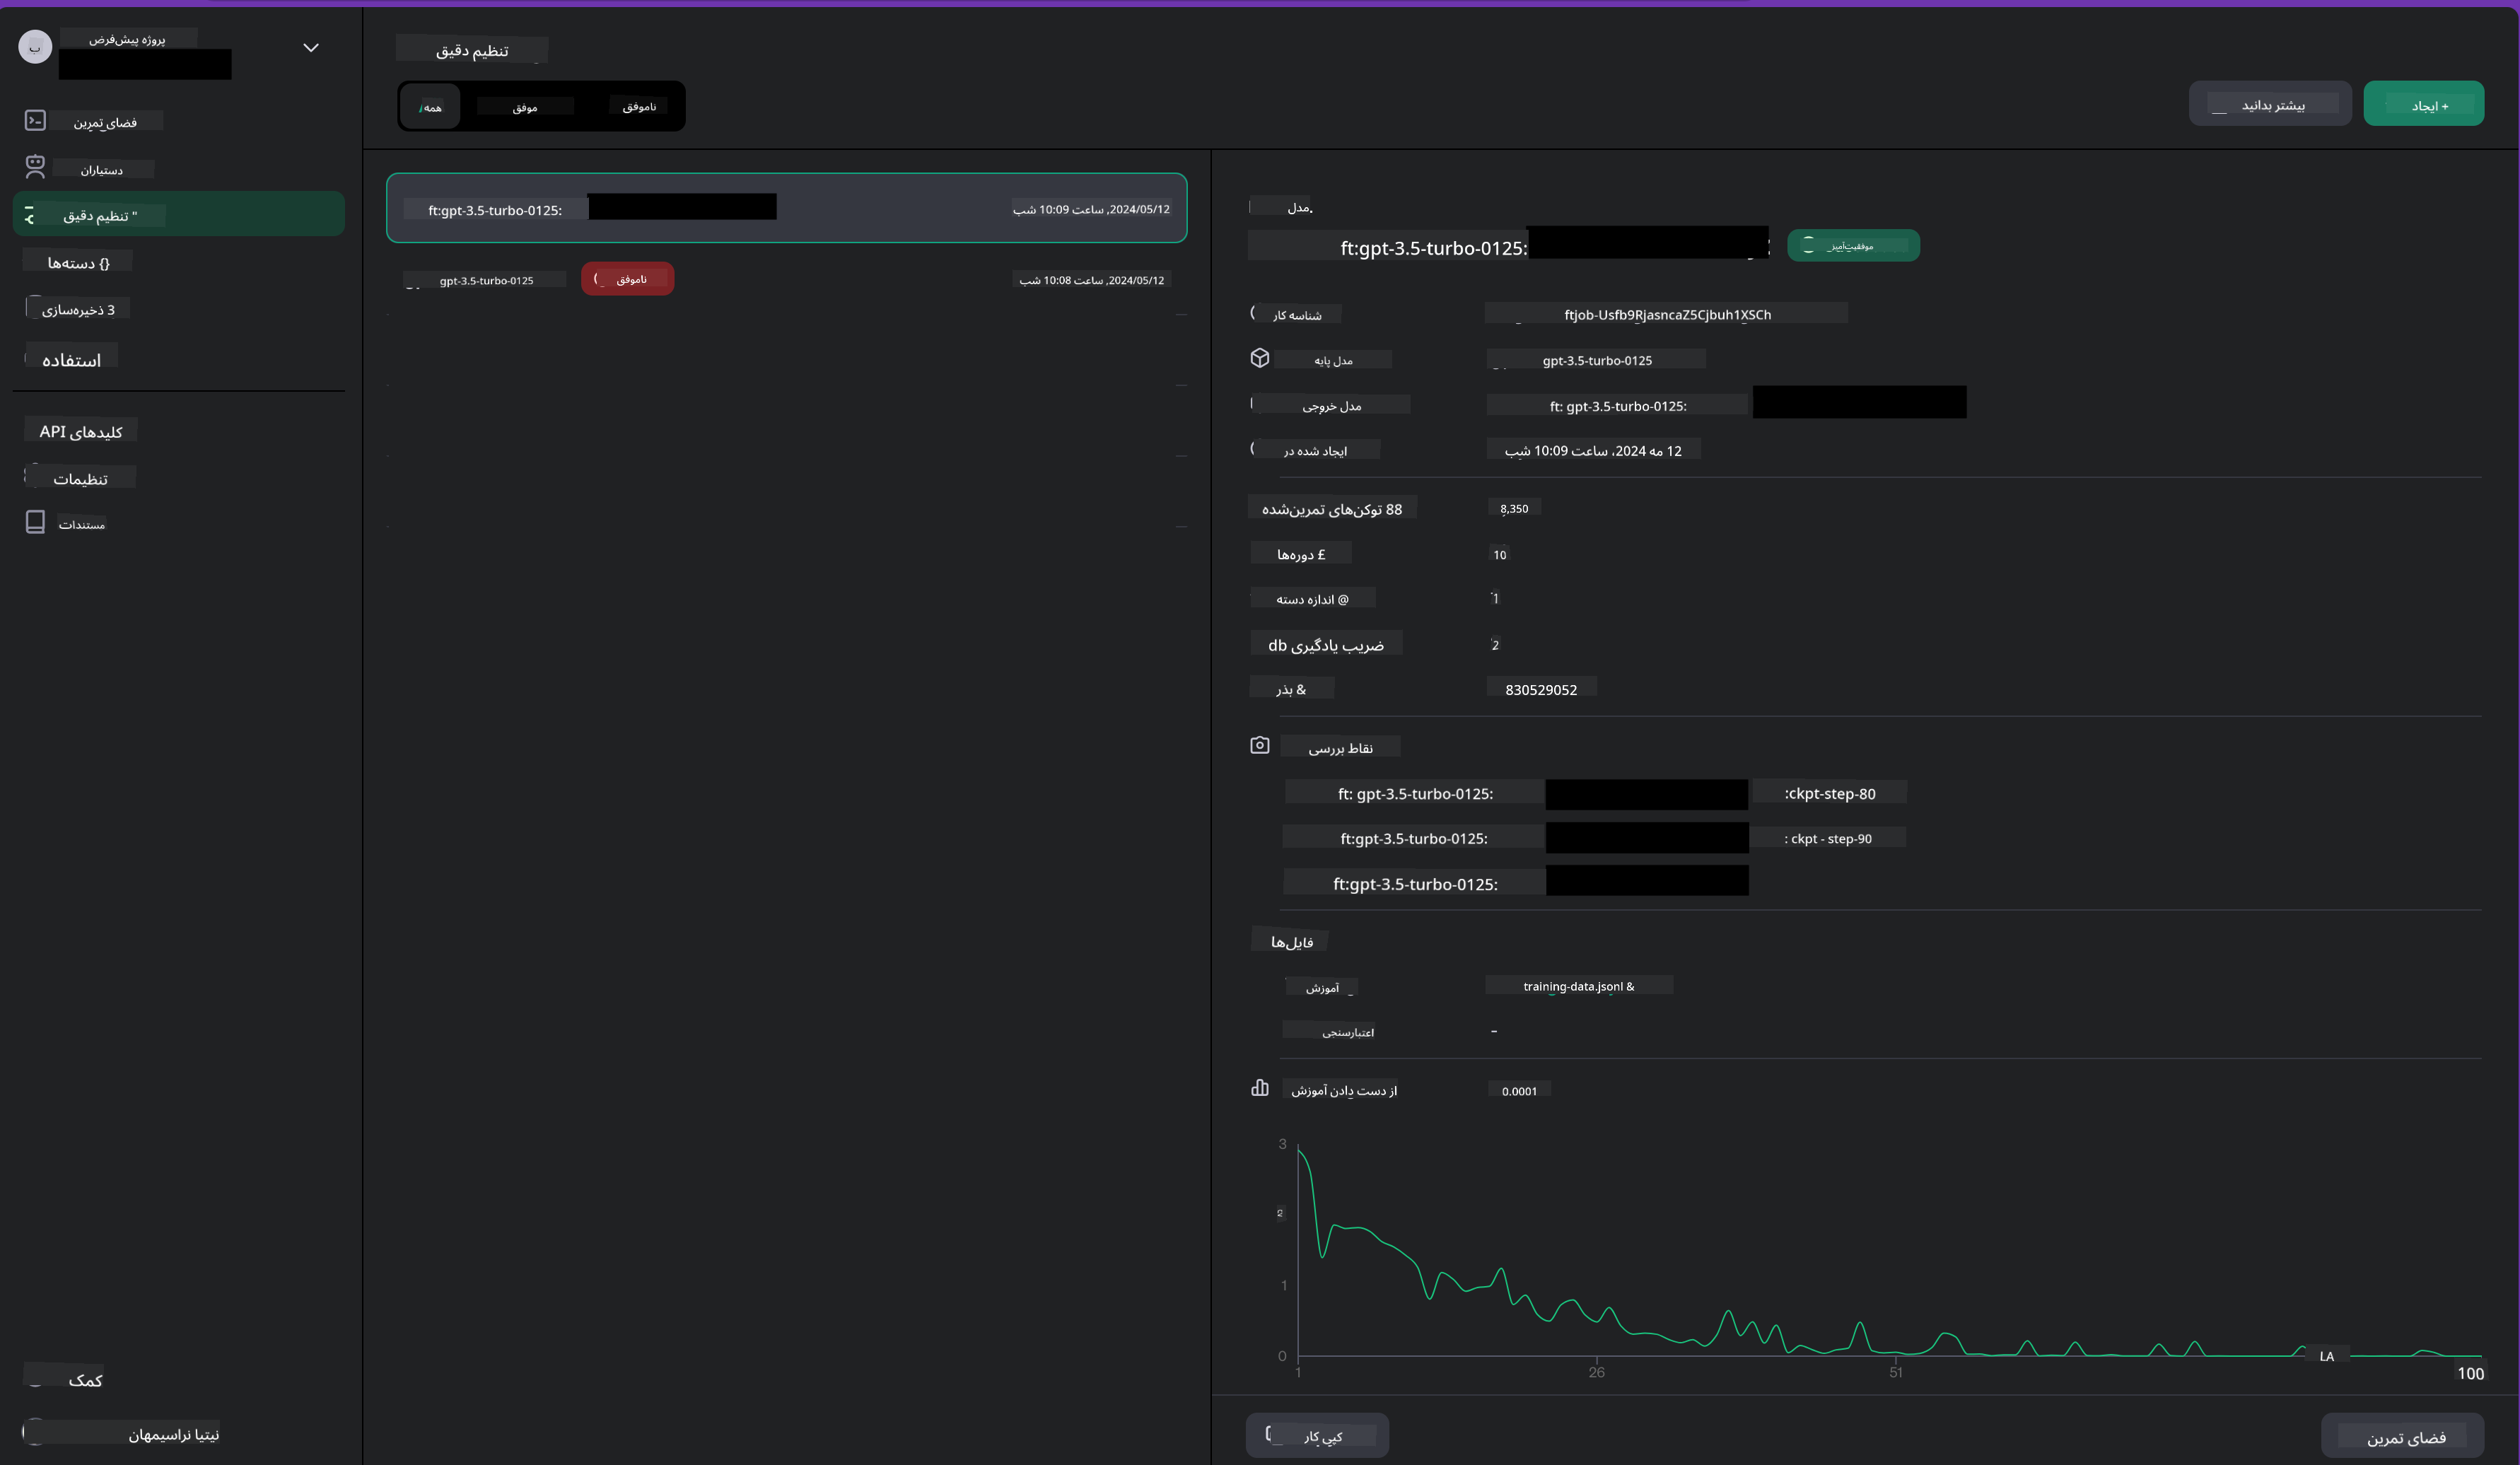 ب
پروژه پیش‌فرض
فضای تمرین
دستیاران
" تنظیم دقیق
{} دسته‌ها
3 ذخیره‌سازی
استفاده
کلیدهای API
تنظیمات
مستندات
کمک
نیتیا نراسیمهان
تنظیم دقیق
همه
موفق
ناموفق
بیشتر بدانید
+ ایجاد
ft:gpt-3.5-turbo-0125:
2024/05/12, ساعت 10:09 شب
gpt-3.5-turbo-0125
ناموفق
2024/05/12, ساعت 10:08 شب
مدل.
ft:gpt-3.5-turbo-0125:
موفقیت‌آمیز
شناسه کار
ftjob-Usfb9RjasncaZ5Cjbuh1XSCh
مدل پایه
gpt-3.5-turbo-0125
مدل خروجی
ft: gpt-3.5-turbo-0125:
ایجاد شده در
12 مه 2024، ساعت 10:09 شب
88 توکن‌های تمرین‌شده
8,350
£ دوره‌ها
10
@ اندازه دسته
1
ضریب یادگیری db
2
& بذر
830529052
نقاط بررسی
ft: gpt-3.5-turbo-0125:
:ckpt-step-80
ft:gpt-3.5-turbo-0125:
: ckpt - step-90
ft:gpt-3.5-turbo-0125:
فایل‌ها
آموزش
training-data.jsonl &
اعتبارسنجی
-
از دست دادن آموزش
0.0001
3
2
1
0
1
26
51
LA
100
کپی کار
فضای تمرین